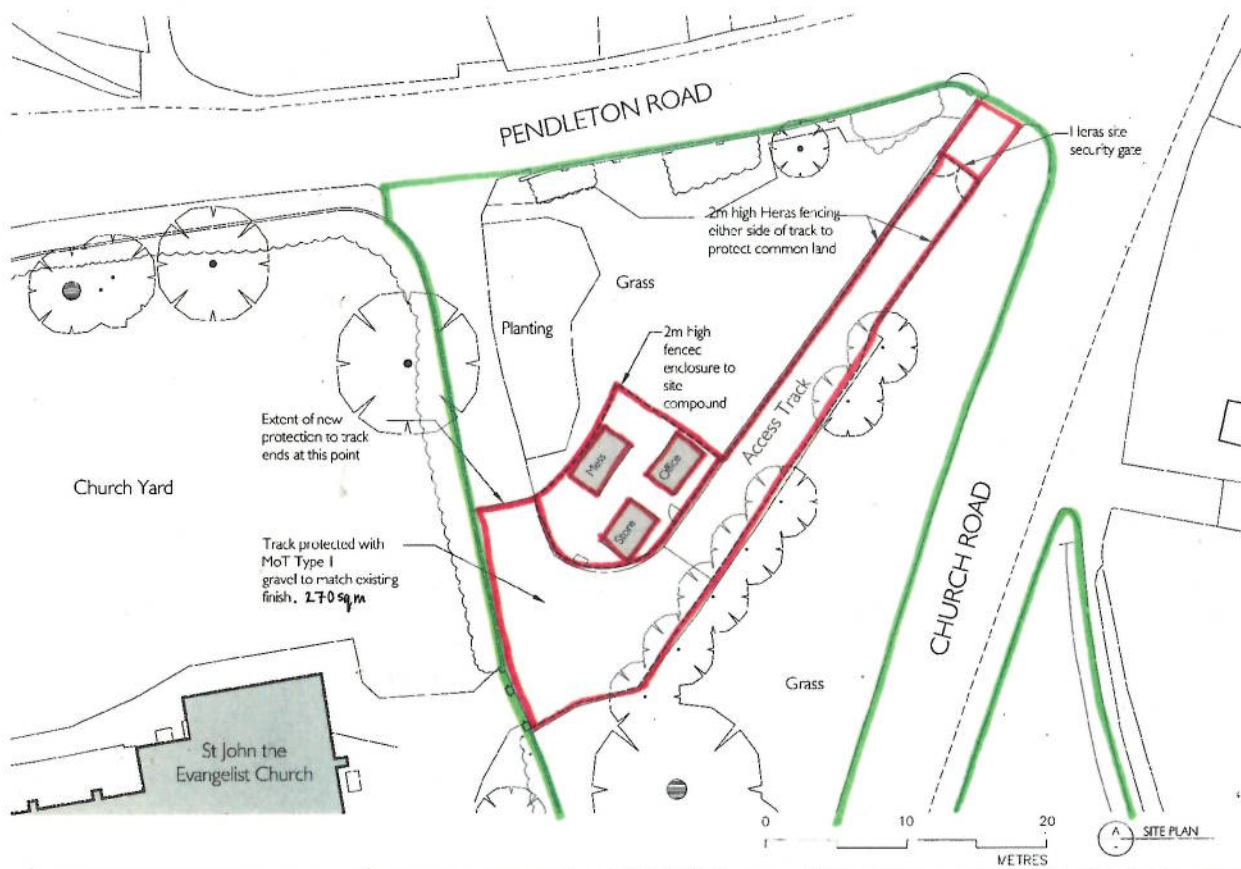 PENDLETON ROAD
Heras site
security gate
2m high Heras fencing
either side of track to
protect common land
Grass
Planting
2m high
fenced
enclosure to
site
compound
Access Track
Extent of new
protection to track
ends at this point
Mess
Office
Store
Church Yard
Track protected with
MoT Type 1
gravel to match existing
finish. 270 sqm
CHURCH ROAD
Grass
St John the
Evangelist Church
0 10 20
METRES
A
SITE PLAN